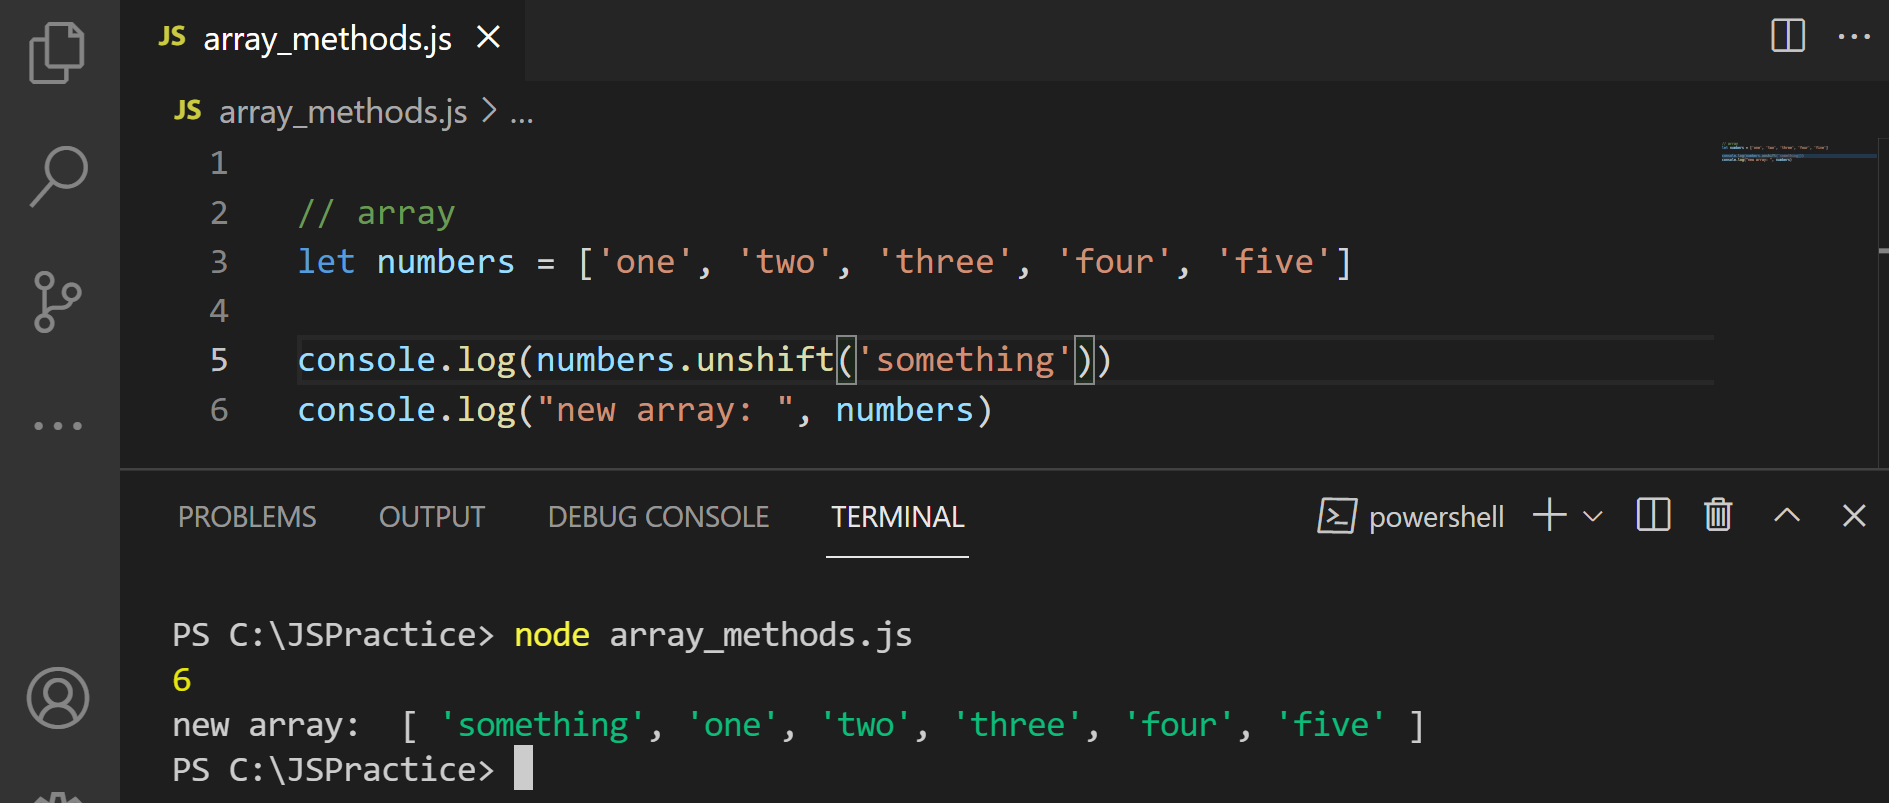 JS array_methods.js
JS array_methods.js > ...
1
2 // array
3 let numbers = ['one', 'two', 'three', 'four', 'five']
4
5 console.log(numbers.unshift('something'))
6 console.log("new array: ", numbers)
PROBLEMS OUTPUT DEBUG CONSOLE TERMINAL powershell
PS C:\JSPractice> node array_methods.js
6
new array:  [ 'something', 'one', 'two', 'three', 'four', 'five' ]
PS C:\JSPractice>